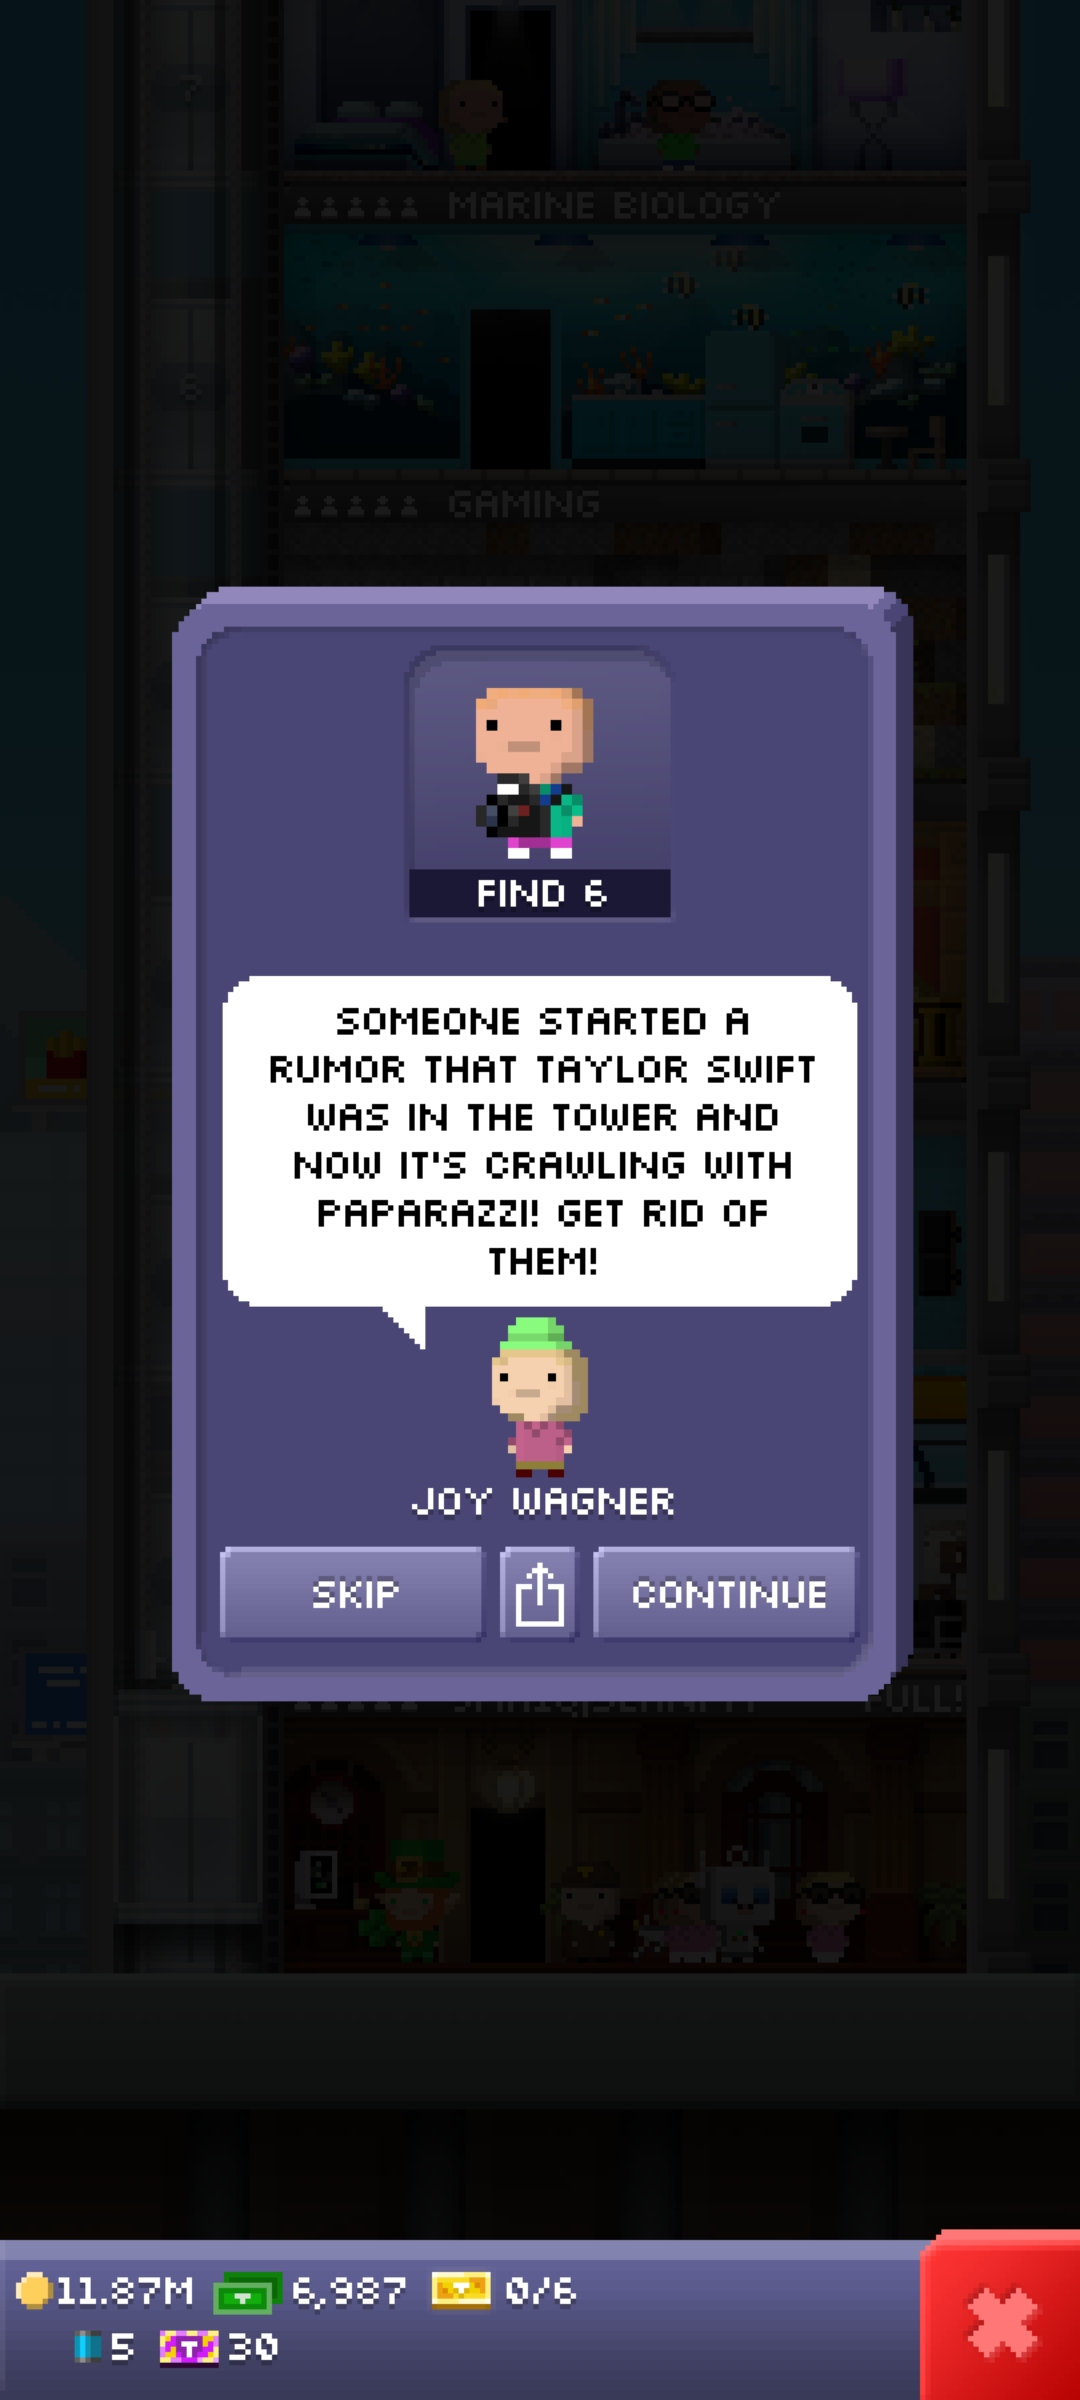 7
MARINE BIOLOGY
6
GAMING
FIND 6
SOMEONE STARTED A
RUMOR THAT TAYLOR SWIFT
WAS IN THE TOWER AND
NOW IT'S CRAWLING WITH
PAPARAZZI! GET RID OF
THEM!
JOY WAGNER
SKIP
CONTINUE
FULL!
11.87M 6,987 0/6
5 30